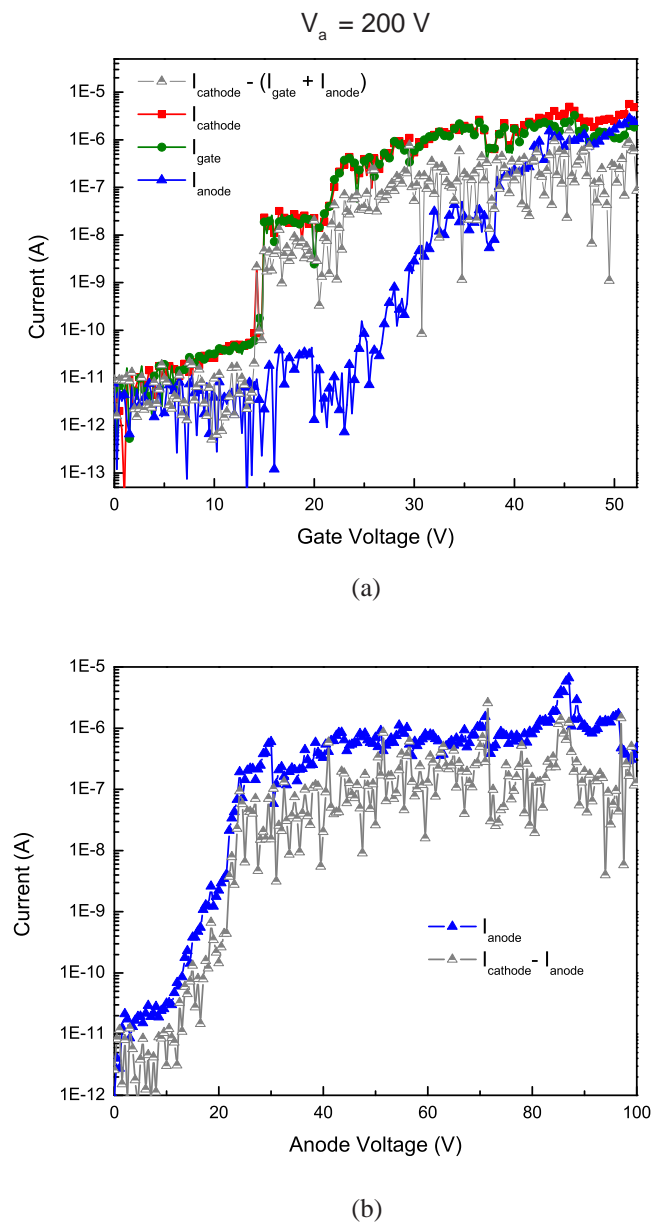 V_a = 200 V
I_cathode - (I_gate + I_anode)
I_cathode
I_gate
I_anode
1E-5
1E-6
1E-7
1E-8
1E-9
1E-10
1E-11
1E-12
1E-13
Current (A)
0 10 20 30 40 50
Gate Voltage (V)
(a)
1E-5
1E-6
1E-7
1E-8
1E-9
1E-10
1E-11
1E-12
Current (A)
I_anode
I_cathode - I_anode
0 20 40 60 80 100
Anode Voltage (V)
(b)